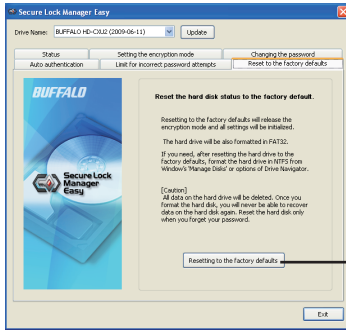 Secure Lock Manager Easy
Drive Name: BUFFALO HD-CXU2 (2009-06-11) Update
Status Setting the encryption mode Changing the password
Auto authentication Limit for incorrect password attempts Reset to the factory defaults
BUFFALO
Secure Lock
Manager
Easy
Reset the hard disk status to the factory default.
Resetting to the factory defaults will release the
encryption mode and all settings will be initialized.
The hard drive will be also formatted in FAT32.
If you need, after resetting the hard drive to the
factory defaults, format the hard drive in NTFS from
Window's 'Manage Disks' or options of Drive Navigator.
[Caution]
All data on the hard drive will be deleted. Once you
format the hard disk, you will never be able to recover
data on the hard disk again. Reset the hard disk only
when you forget your password.
Resetting to the factory defaults
Exit